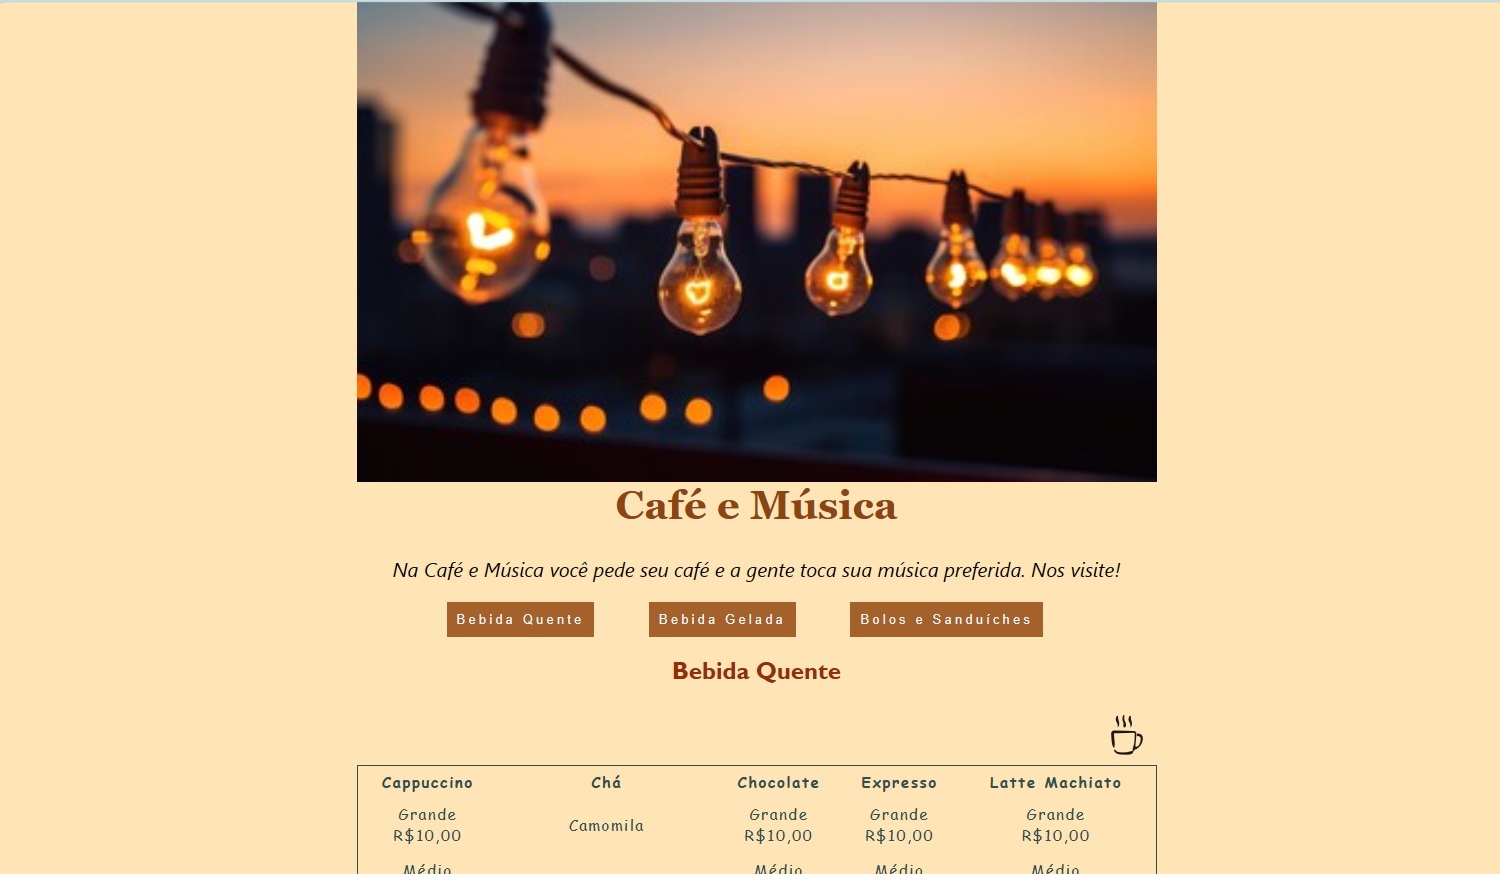 Café e Música
Na Café e Música você pede seu café e a gente toca sua música preferida. Nos visite!
Bebida Quente Bebida Gelada Bolos e Sanduíches
Bebida Quente
Cappuccino Chá Chocolate Expresso Latte Machiato
Grande Grande Grande Grande
Camomila
R$10,00 R$10,00 R$10,00 R$10,00
Médio Médio Médio Médio